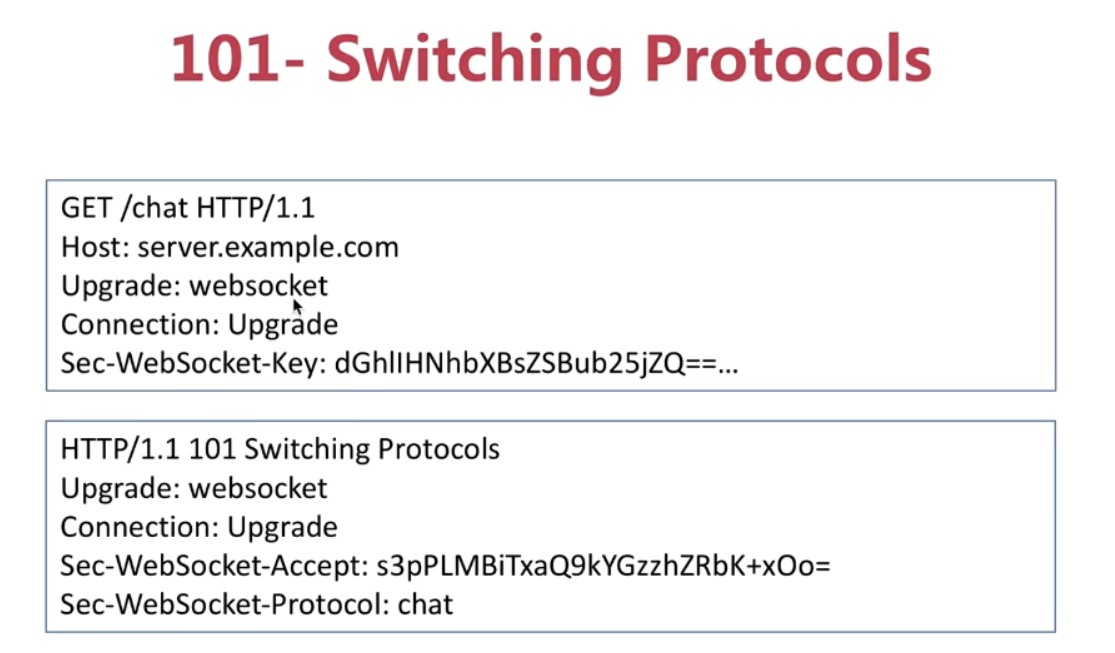 101- Switching Protocols
GET /chat HTTP/1.1
Host: server.example.com
Upgrade: websocket
Connection: Upgrade
Sec-WebSocket-Key: dGhlIHNhbXBsZSBub25jZQ==...
HTTP/1.1 101 Switching Protocols
Upgrade: websocket
Connection: Upgrade
Sec-WebSocket-Accept: s3pPLMBiTxaQ9kYGzzhZRbK+xOo=
Sec-WebSocket-Protocol: chat